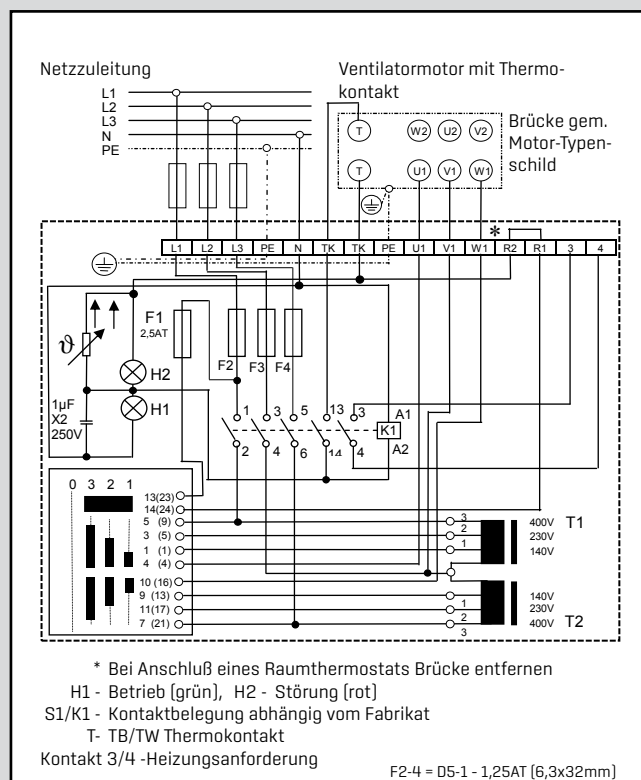 Netzzuleitung
Ventilatormotor mit Thermo-
kontakt
L1
L2
L3
N
PE
Brücke gem.
Motor-Typen-
schild
T W2 U2 V2
T U1 V1 W1
*
L1 L2 L3 PE N TK TK PE U1 V1 W1 R2 R1 3 4
F1
2,5AT
ϑ
H2
H1
F2
F3
F4
1µF
X2
250V
1 3 5 13 3
A1
K1
A2
2 4 6 14 4
0 3 2 1
13(23)
14(24)
5 (9)
3 (5)
1 (1)
4 (4)
10 (16)
9 (13)
11(17)
7 (21)
3 400V T1
2 230V
1 140V
140V
1 230V
2 400V T2
3
* Bei Anschluß eines Raumthermostats Brücke entfernen
H1 - Betrieb (grün), H2 - Störung (rot)
S1/K1 - Kontaktbelegung abhängig vom Fabrikat
T- TB/TW Thermokontakt
Kontakt 3/4 -Heizungsanforderung
F2-4 = D5-1 - 1,25AT (6,3x32mm)